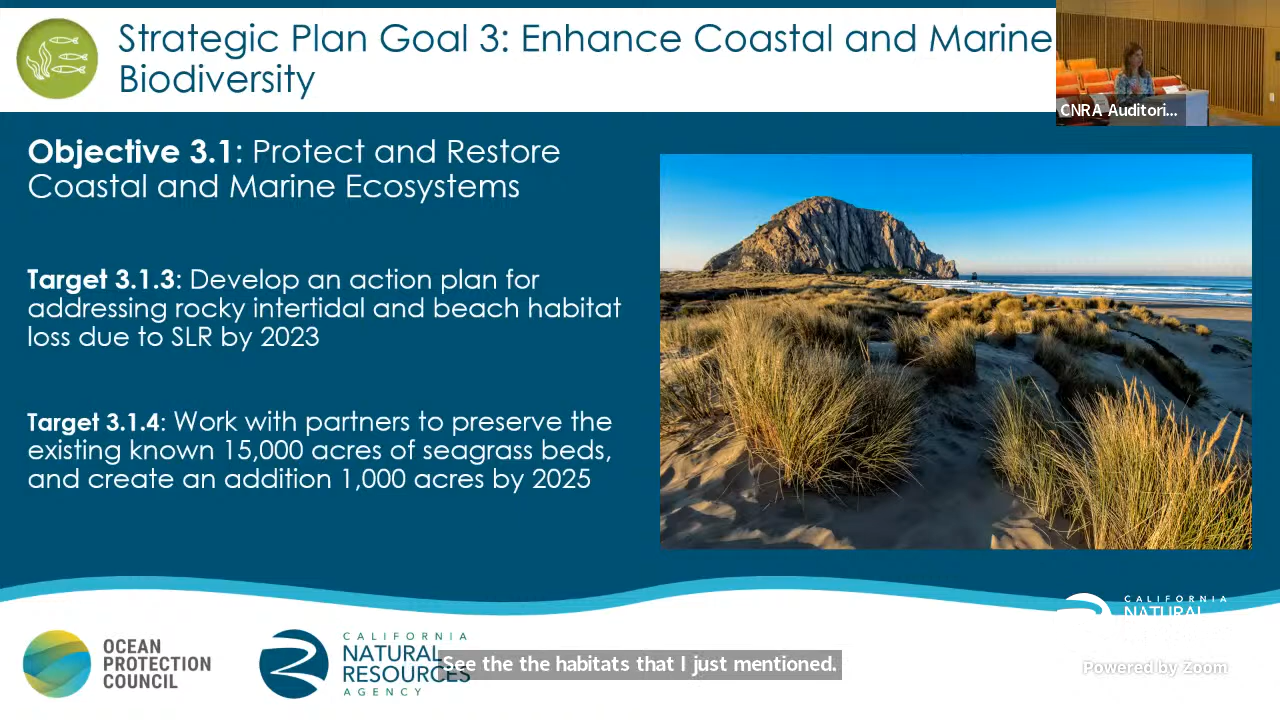 Strategic Plan Goal 3: Enhance Coastal and Marine
Biodiversity
CNRA Auditori...
Objective 3.1: Protect and Restore
Coastal and Marine Ecosystems
Target 3.1.3: Develop an action plan for
addressing rocky intertidal and beach habitat
loss due to SLR by 2023
Target 3.1.4: Work with partners to preserve the
existing known 15,000 acres of seagrass beds,
and create an addition 1,000 acres by 2025
OCEAN
PROTECTION
COUNCIL
CALIFORNIA
NATURAL
RESOURCES
AGENCY
See the the habitats that I just mentioned.
CALIFORNIA
NATURAL
Powered by Zoom